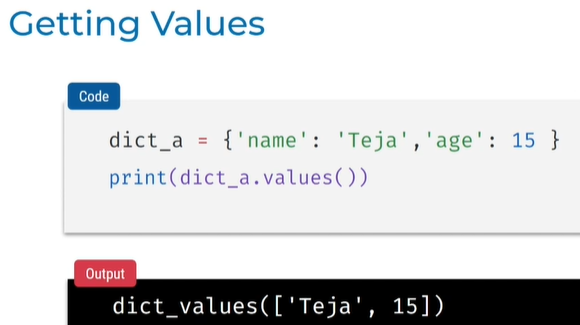 Getting Values
Code
dict_a = {'name': 'Teja','age': 15 }
print(dict_a.values())
Output
dict_values(['Teja', 15])